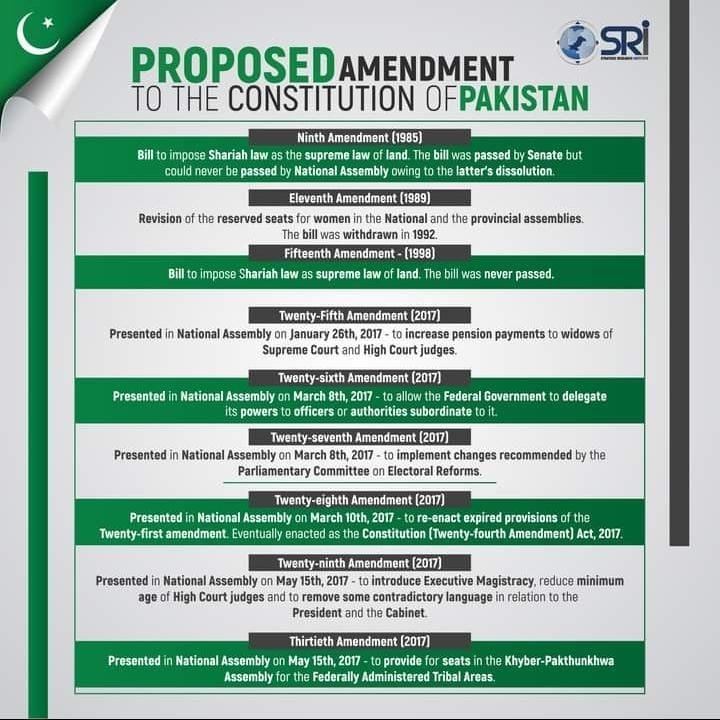 SRi
STRATEGIC RESEARCH INSTITUTE
PROPOSED AMENDMENT
TO THE CONSTITUTION OF PAKISTAN
Ninth Amendment (1985)
Bill to impose Shariah law as the supreme law of land. The bill was passed by Senate but
could never be passed by National Assembly owing to the latter's dissolution.
Eleventh Amendment (1989)
Revision of the reserved seats for women in the National and the provincial assemblies.
The bill was withdrawn in 1992.
Fifteenth Amendment - (1998)
Bill to impose Shariah law as supreme law of land. The bill was never passed.
Twenty-Fifth Amendment (2017)
Presented in National Assembly on January 26th, 2017 - to increase pension payments to widows of
Supreme Court and High Court judges.
Twenty-sixth Amendment (2017)
Presented in National Assembly on March 8th, 2017 - to allow the Federal Government to delegate
its powers to officers or authorities subordinate to it.
Twenty-seventh Amendment (2017)
Presented in National Assembly on March 8th, 2017 - to implement changes recommended by the
Parliamentary Committee on Electoral Reforms.
Twenty-eighth Amendment (2017)
Presented in National Assembly on March 10th, 2017 - to re-enact expired provisions of the
Twenty-first amendment. Eventually enacted as the Constitution (Twenty-fourth Amendment) Act, 2017.
Twenty-ninth Amendment (2017)
Presented in National Assembly on May 15th, 2017 - to introduce Executive Magistracy, reduce minimum
age of High Court judges and to remove some contradictory language in relation to the
President and the Cabinet.
Thirtieth Amendment (2017)
Presented in National Assembly on May 15th, 2017 - to provide for seats in the Khyber-Pakthunkhwa
Assembly for the Federally Administered Tribal Areas.